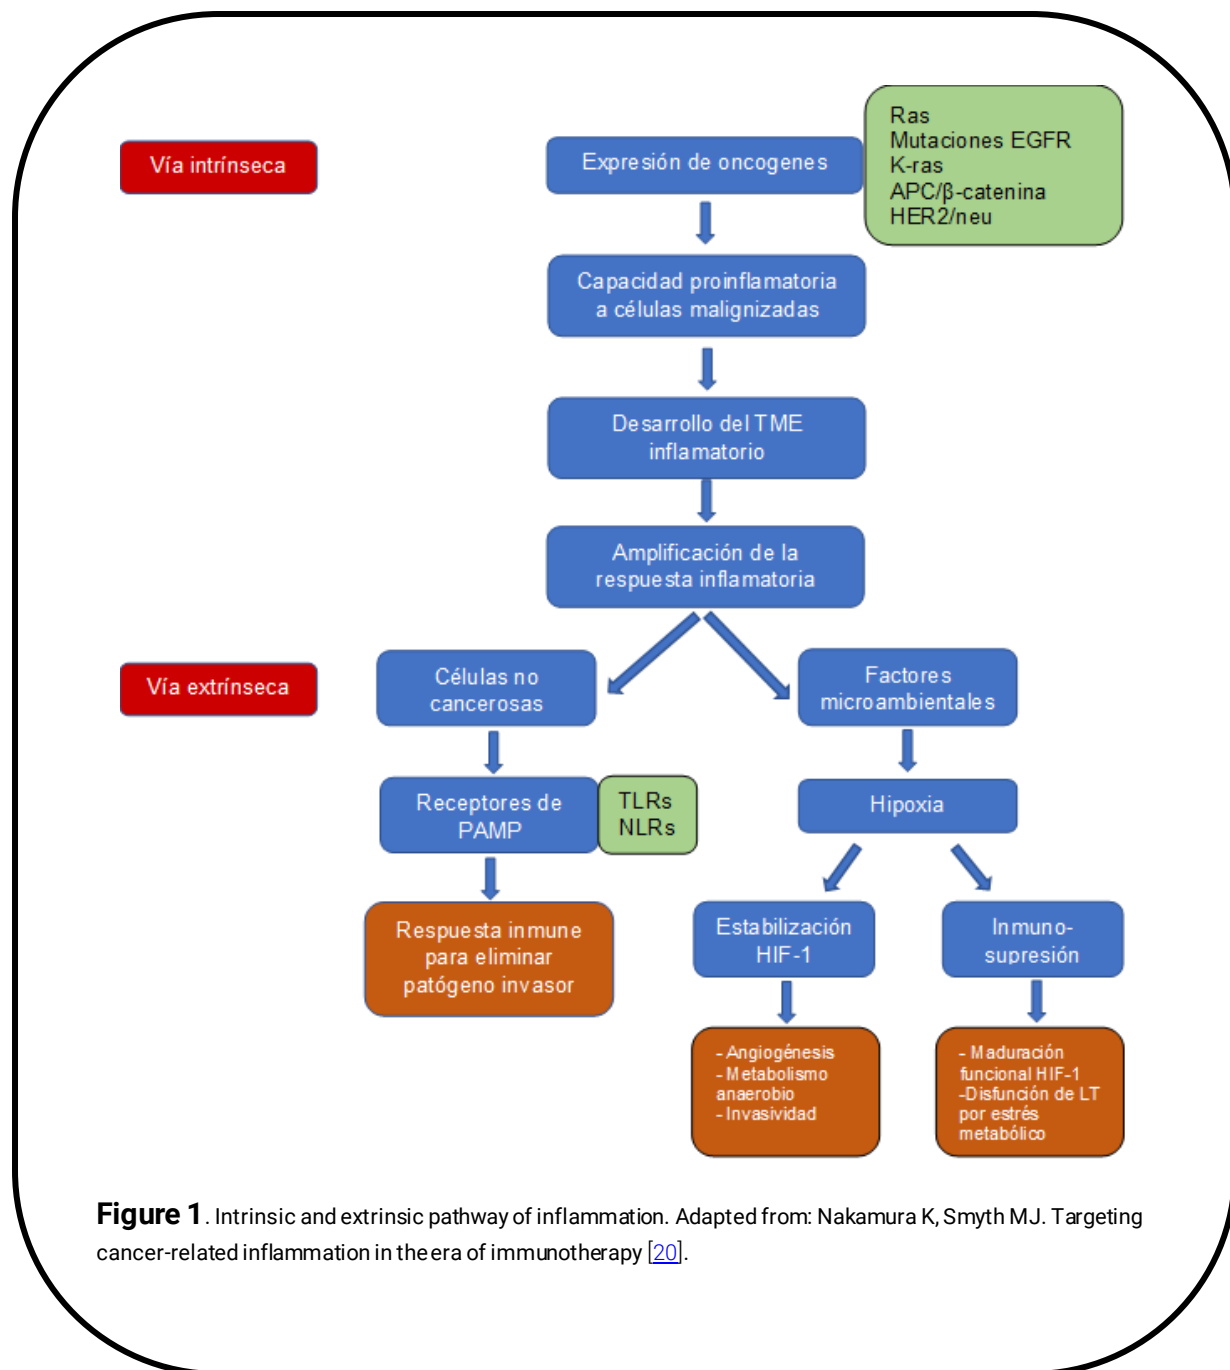 Vía intrínseca
Expresión de oncogenes
Ras
Mutaciones EGFR
K-ras
APC/β-catenina
HER2/neu
Capacidad proinflamatoria
a células malignizadas
Desarrollo del TME
inflamatorio
Amplificación de la
respuesta inflamatoria
Vía extrínseca
Células no
cancerosas
Factores
microambientales
Receptores de
PAMP
TLRs
NLRs
Hipoxia
Respuesta inmune
para eliminar
patógeno invasor
Estabilización
HIF-1
Inmuno-
supresión
- Angiogénesis
- Metabolismo
anaerobio
- Invasividad
- Maduración
funcional HIF-1
-Disfunción de LT
por estrés
metabólico
Figure 1. Intrinsic and extrinsic pathway of inflammation. Adapted from: Nakamura K, Smyth MJ. Targeting
cancer-related inflammation in the era of immunotherapy [20].